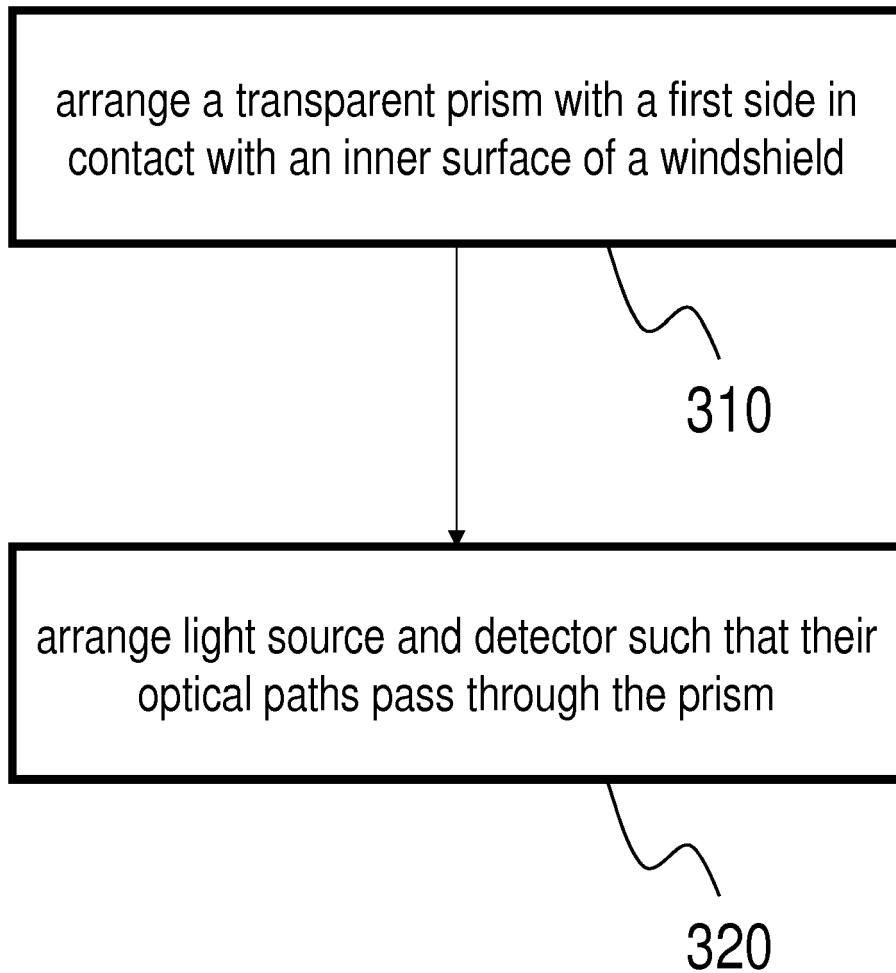 arrange a transparent prism with a first side in
contact with an inner surface of a windshield
310
arrange light source and detector such that their
optical paths pass through the prism
320